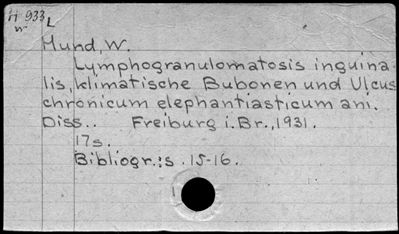 H 933 L
w
Hund, W.
Lymphogranulomatosis inguina-
lis, klimatische Bubonen und Ulcus
chronicum elephantiasticum ani.
Diss.. Freiburg i. Br., 1931.
17s.
Bibliogr.: s. 15-16.